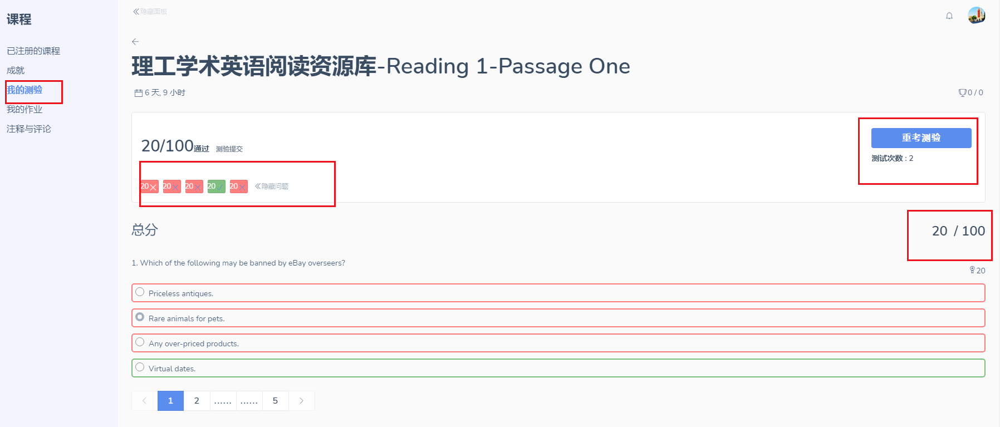 课程
已注册的课程
成就
我的测验
我的作业
注释与评论
隐藏面板
理工学术英语阅读资源库-Reading 1-Passage One
6 天, 9 小时
0 / 0
20/100通过 测验提交
重考测验
测试次数 : 2
20 20 20 20 20 隐藏问题
总分
20 / 100
1. Which of the following may be banned by eBay overseers?
20
Priceless antiques.
Rare animals for pets.
Any over-priced products.
Virtual dates.
1 2 ...... ...... 5